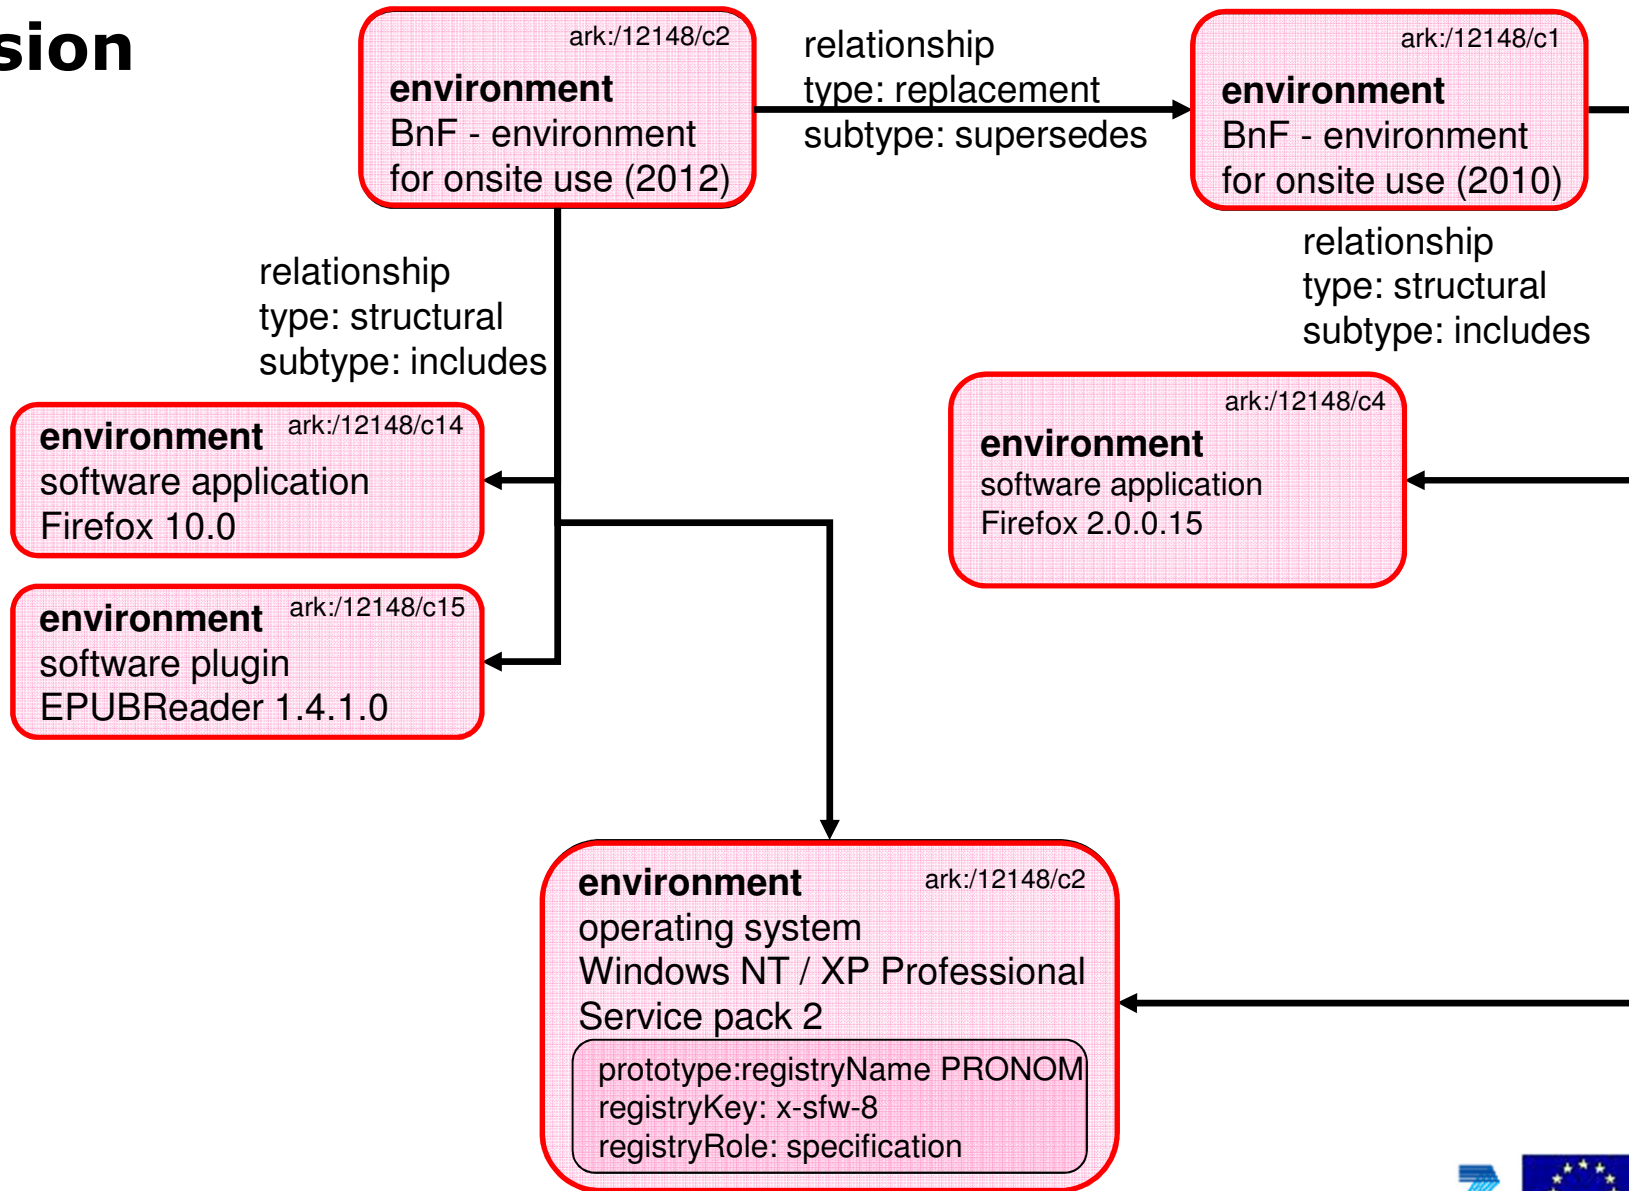 sion
ark:/12148/c2
environment
BnF - environment
for onsite use (2012)
relationship
type: replacement
subtype: supersedes
ark:/12148/c1
environment
BnF - environment
for onsite use (2010)
relationship
type: structural
subtype: includes
relationship
type: structural
subtype: includes
environment ark:/12148/c14
software application
Firefox 10.0
ark:/12148/c4
environment
software application
Firefox 2.0.0.15
environment ark:/12148/c15
software plugin
EPUBReader 1.4.1.0
environment ark:/12148/c2
operating system
Windows NT / XP Professional
Service pack 2
prototype:registryName PRONOM
registryKey: x-sfw-8
registryRole: specification